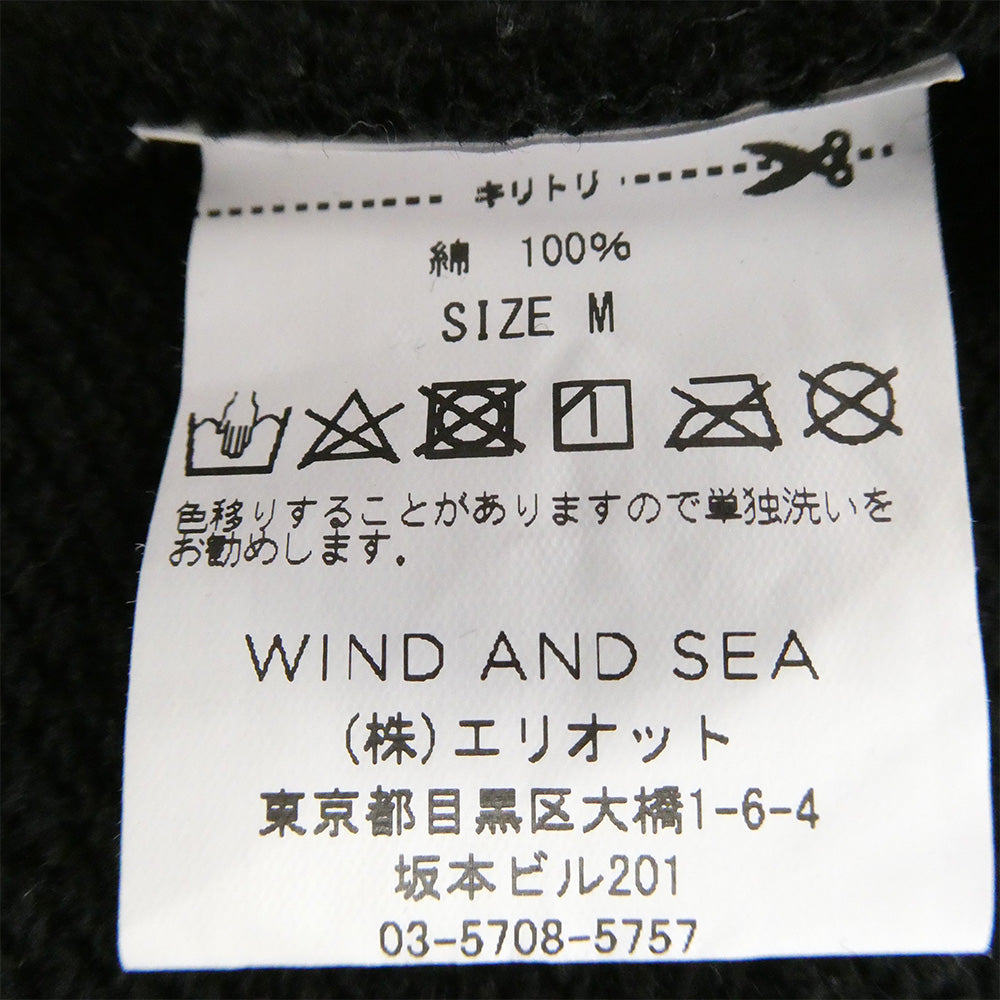 キリトリ
綿 100%
SIZE M
色移りすることがありますので単独洗いを
お勧めします。
WIND AND SEA
(株)エリオット
東京都目黒区大橋1-6-4
坂本ビル201
03-5708-5757